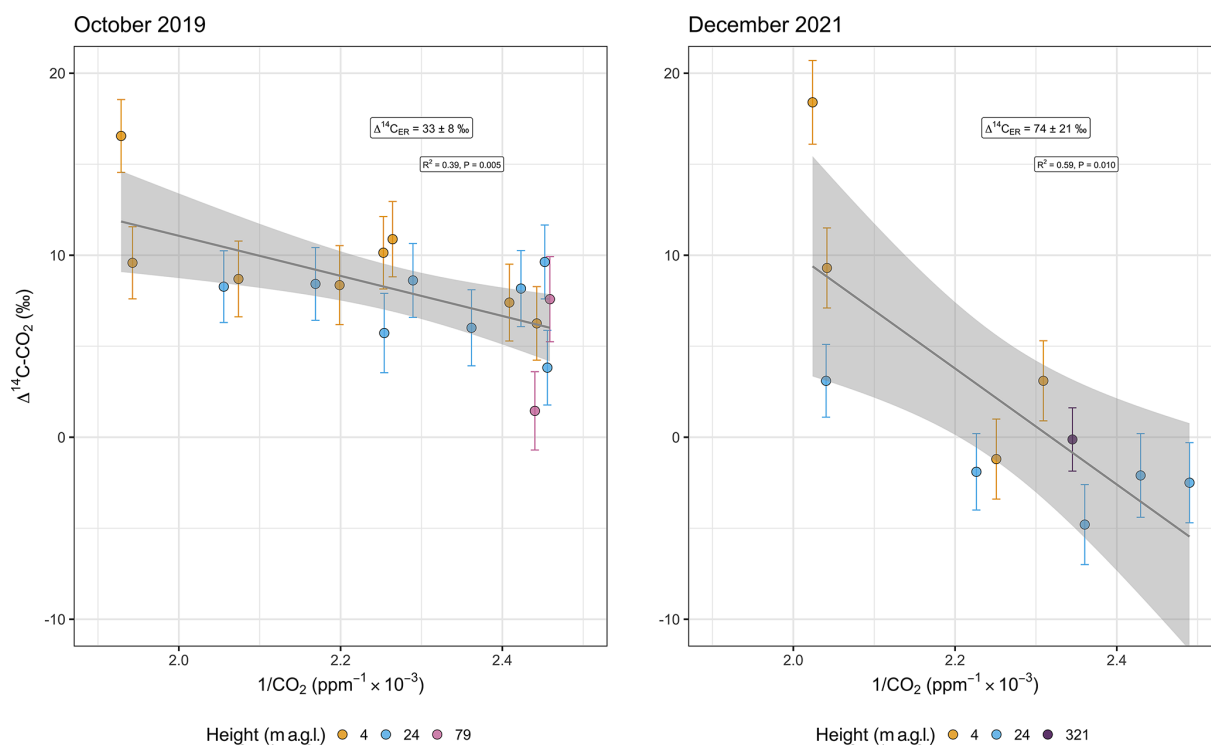 October 2019
December 2021
Δ¹⁴C-CO₂ (‰)
20
10
0
-10
Δ¹⁴C_ER = 33 ± 8 ‰
R² = 0.39, P = 0.005
2.0
2.2
2.4
1/CO₂ (ppm⁻¹ × 10⁻³)
Height (m a.g.l.) 4 24 79
20
10
0
-10
Δ¹⁴C_ER = 74 ± 21 ‰
R² = 0.59, P = 0.010
2.0
2.2
2.4
1/CO₂ (ppm⁻¹ × 10⁻³)
Height (m a.g.l.) 4 24 321